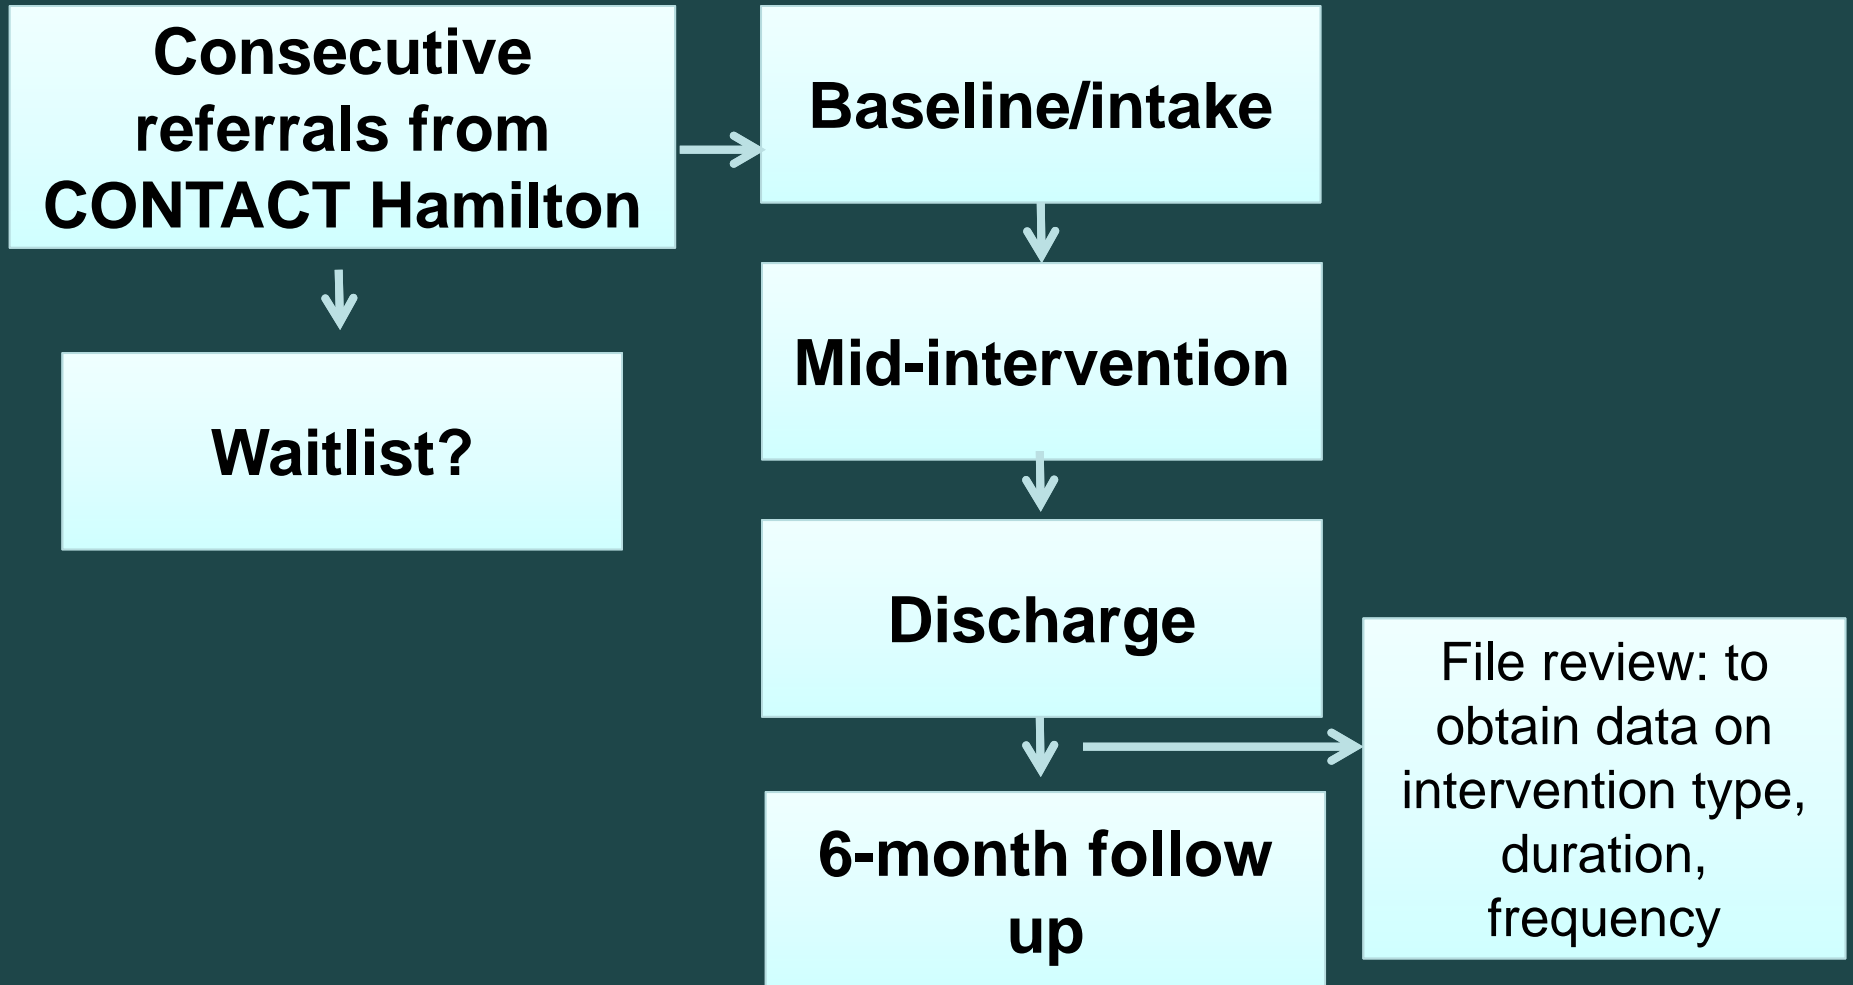 Consecutive
referrals from
CONTACT Hamilton
Baseline/intake
Waitlist?
Mid-intervention
Discharge
File review: to
obtain data on
intervention type,
duration,
frequency
6-month follow
up